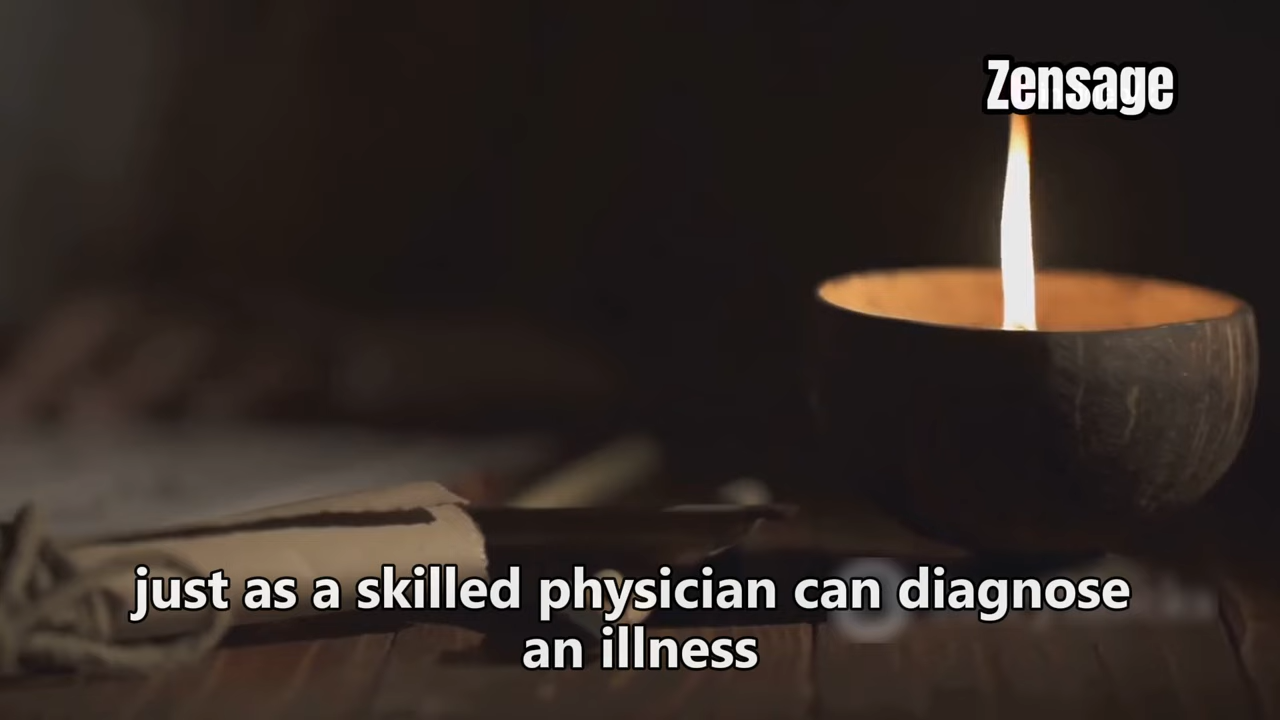 Zensage
just as a skilled physician can diagnose
an illness